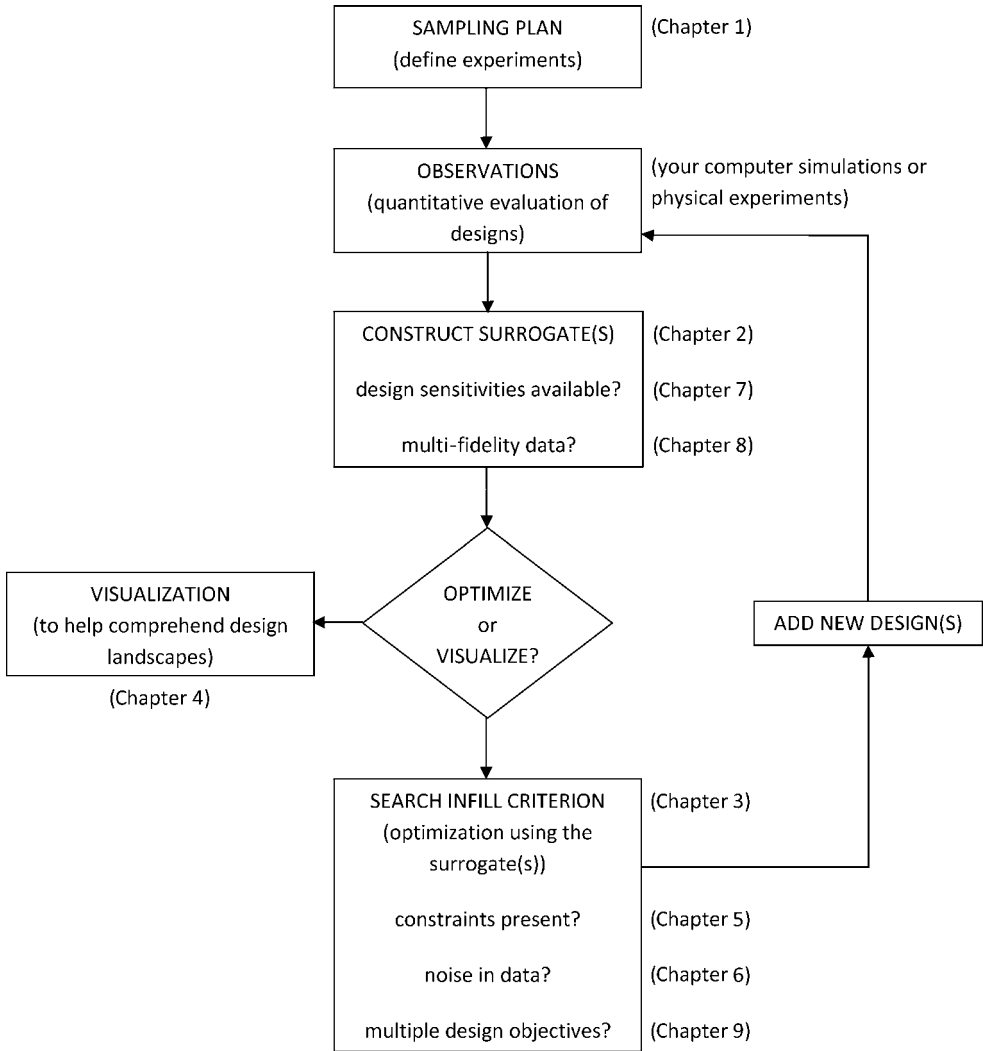 SAMPLING PLAN
(define experiments)
(Chapter 1)
OBSERVATIONS
(quantitative evaluation of
designs)
(your computer simulations or
physical experiments)
CONSTRUCT SURROGATE(S)
(Chapter 2)
design sensitivities available?
(Chapter 7)
multi-fidelity data?
(Chapter 8)
OPTIMIZE
or
VISUALIZE?
VISUALIZATION
(to help comprehend design
landscapes)
(Chapter 4)
ADD NEW DESIGN(S)
SEARCH INFILL CRITERION
(optimization using the
surrogate(s))
(Chapter 3)
constraints present?
(Chapter 5)
noise in data?
(Chapter 6)
multiple design objectives?
(Chapter 9)